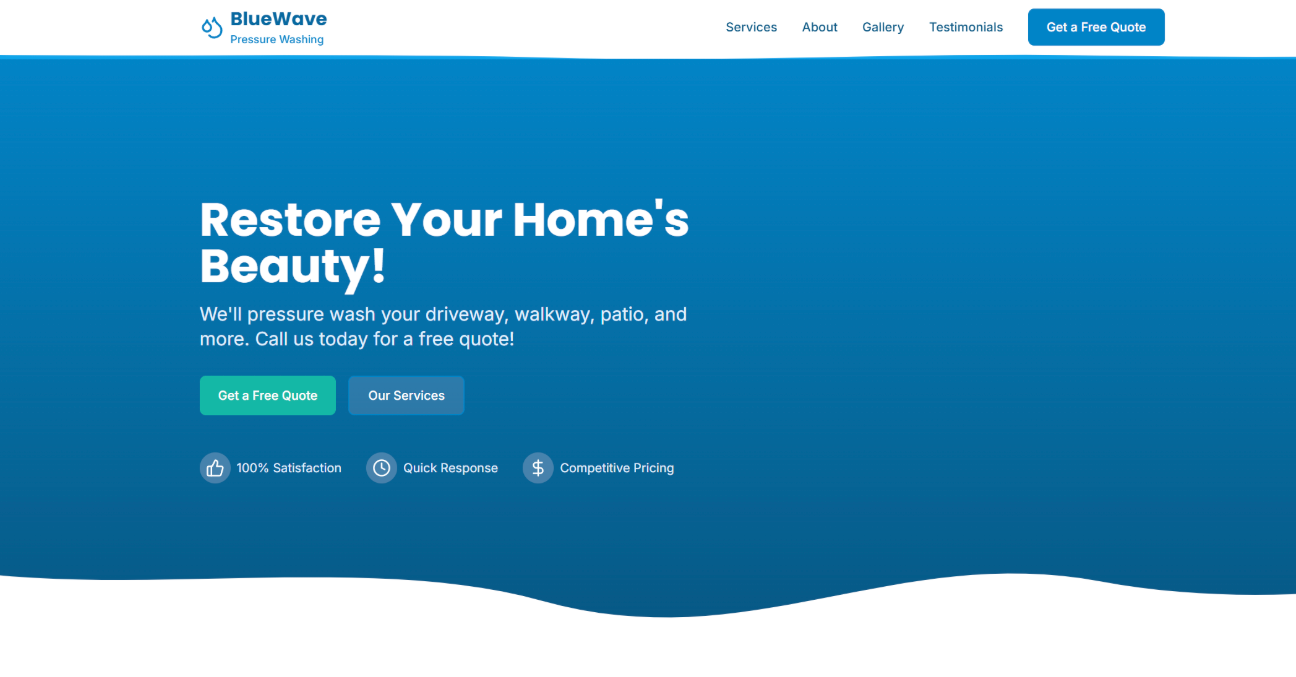 BlueWave
Pressure Washing
Services
About
Gallery
Testimonials
Get a Free Quote
Restore Your Home's
Beauty!
We'll pressure wash your driveway, walkway, patio, and
more. Call us today for a free quote!
Get a Free Quote
Our Services
100% Satisfaction
Quick Response
Competitive Pricing